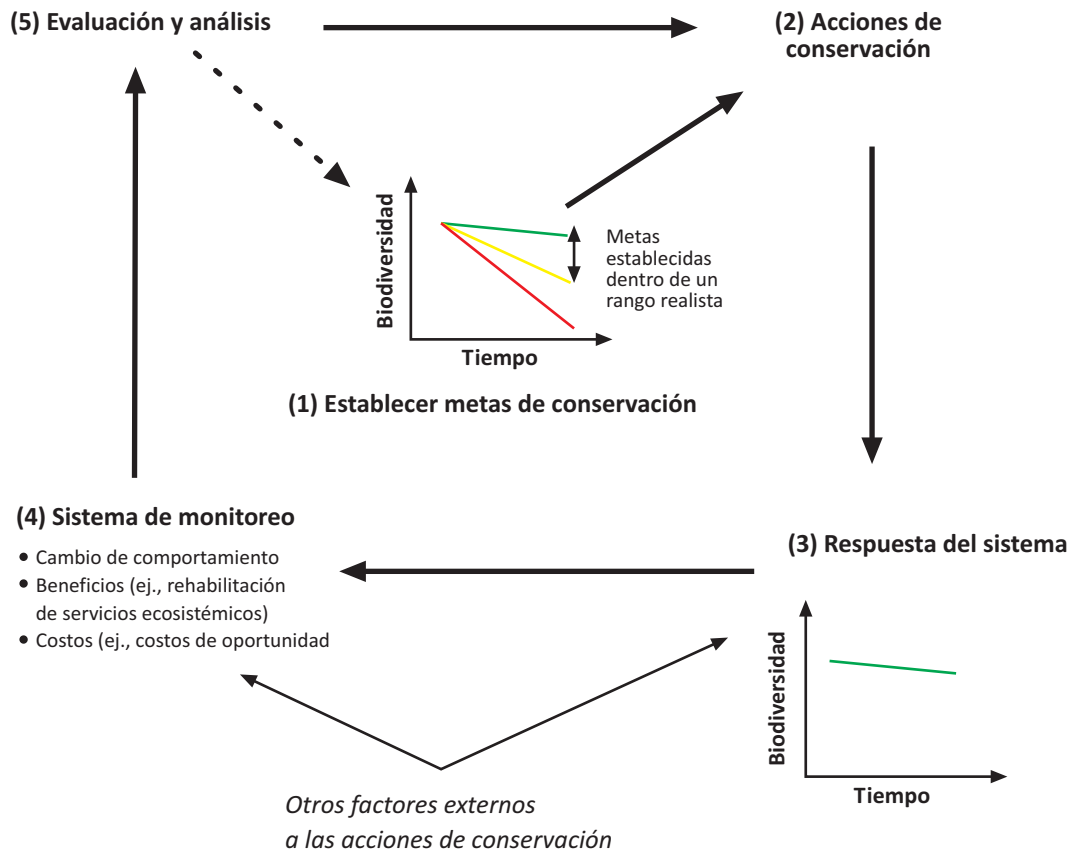 (5) Evaluación y análisis
(2) Acciones de
conservación
Biodiversidad
Tiempo
Metas
establecidas
dentro de un
rango realista
(1) Establecer metas de conservación
(4) Sistema de monitoreo
• Cambio de comportamiento
• Beneficios (ej., rehabilitación
de servicios ecosistémicos)
• Costos (ej., costos de oportunidad
(3) Respuesta del sistema
Biodiversidad
Tiempo
Otros factores externos
a las acciones de conservación